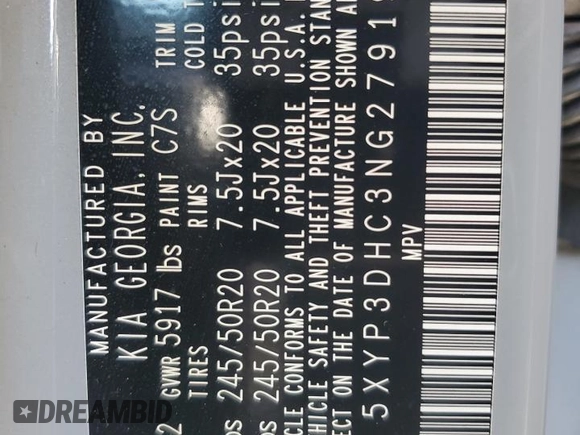 MANUFACTURED BY
KIA GEORGIA, INC.
2 GVWR 5917 lbs PAINT C7S TRIM
TIRES RIMS COLD
245/50R20 7.5Jx20 35psi
245/50R20 7.5Jx20 35psi
CONFORMS TO ALL APPLICABLE U.S.A.
SAFETY AND THEFT PREVENTION
ON THE DATE OF MANUFACTURE SHOWN
5XYP3DHC3NG2791
MPV
DREAMBID